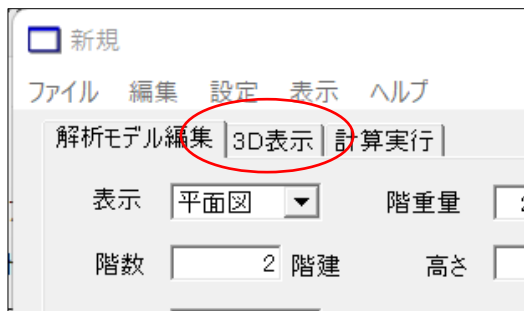 新規
ファイル 編集 設定 表示 ヘルプ
解析モデル編集 3D表示 計算実行
表示 平面図 階重量
階数 2 階建 高さ